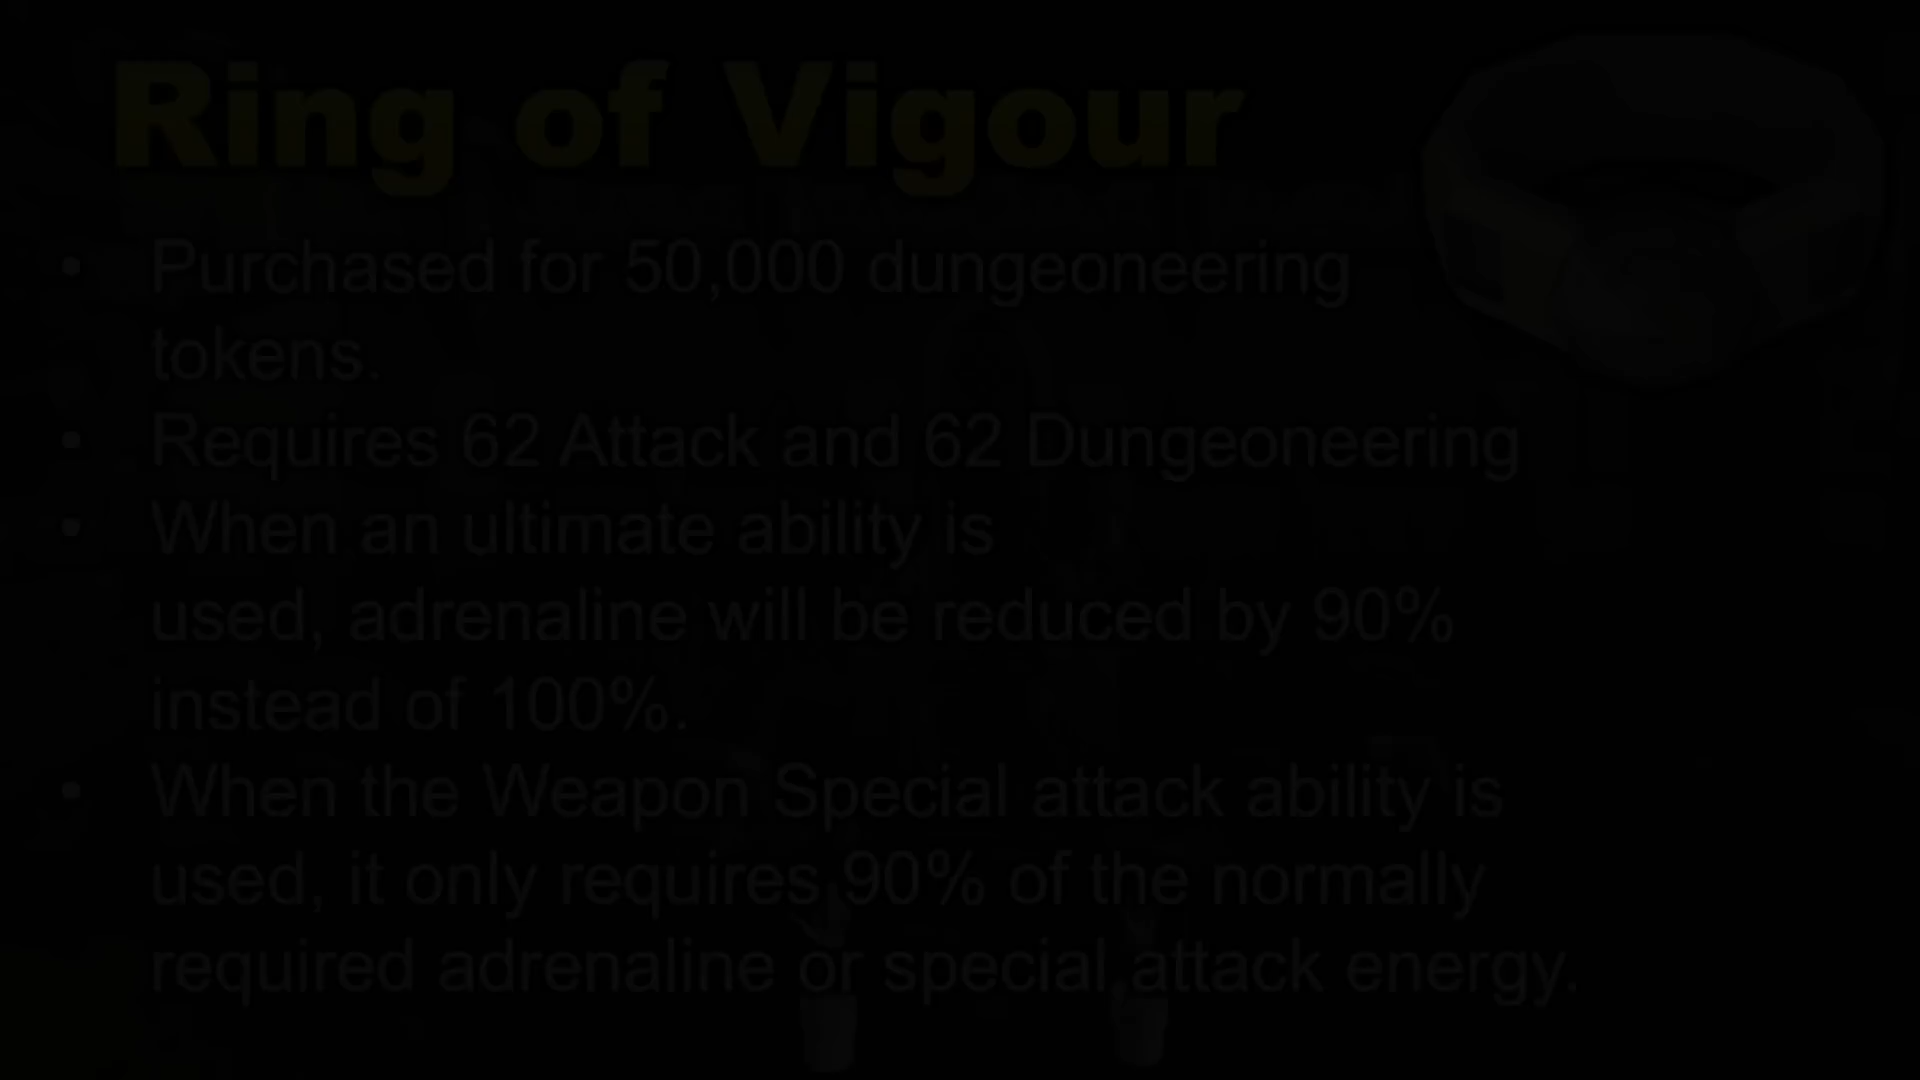 Ring of Vigour
• Purchased for 50,000 dungeoneering
tokens.
• Requires 62 Attack and 62 Dungeoneering
• When an ultimate ability is
used, adrenaline will be reduced by 90%
instead of 100%.
• When the Weapon Special attack ability is
used, it only requires 90% of the normally
required adrenaline or special attack energy.